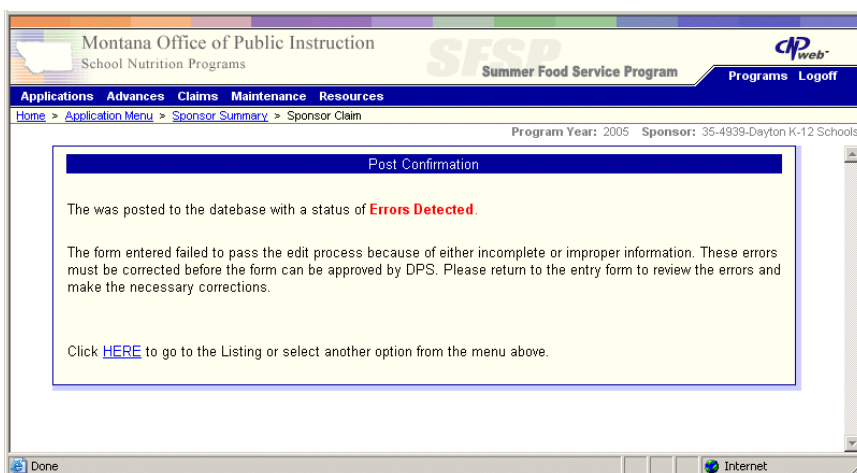 Montana Office of Public Instruction
School Nutrition Programs
SFSP
Summer Food Service Program
CNPweb
Programs Logoff
Applications Advances Claims Maintenance Resources
Home > Application Menu > Sponsor Summary > Sponsor Claim
Program Year: 2005 Sponsor: 35-4939-Dayton K-12 Schools
Post Confirmation
The was posted to the datebase with a status of Errors Detected.
The form entered failed to pass the edit process because of either incomplete or improper information. These errors
must be corrected before the form can be approved by DPS. Please return to the entry form to review the errors and
make the necessary corrections.
Click HERE to go to the Listing or select another option from the menu above.
Done
Internet